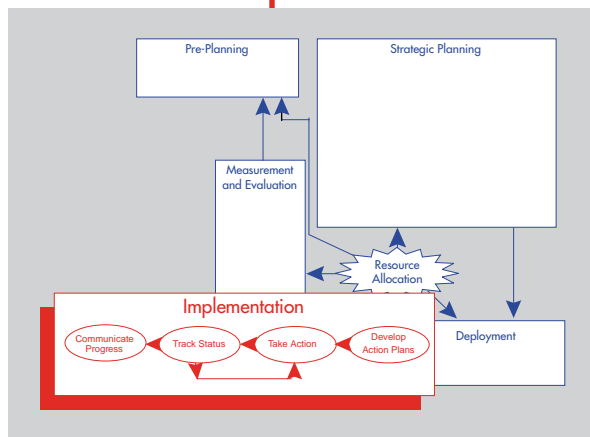 Pre-Planning
Strategic Planning
Measurement
and Evaluation
Resource
Allocation
Implementation
Communicate
Progress
Track Status
Take Action
Develop
Action Plans
Deployment